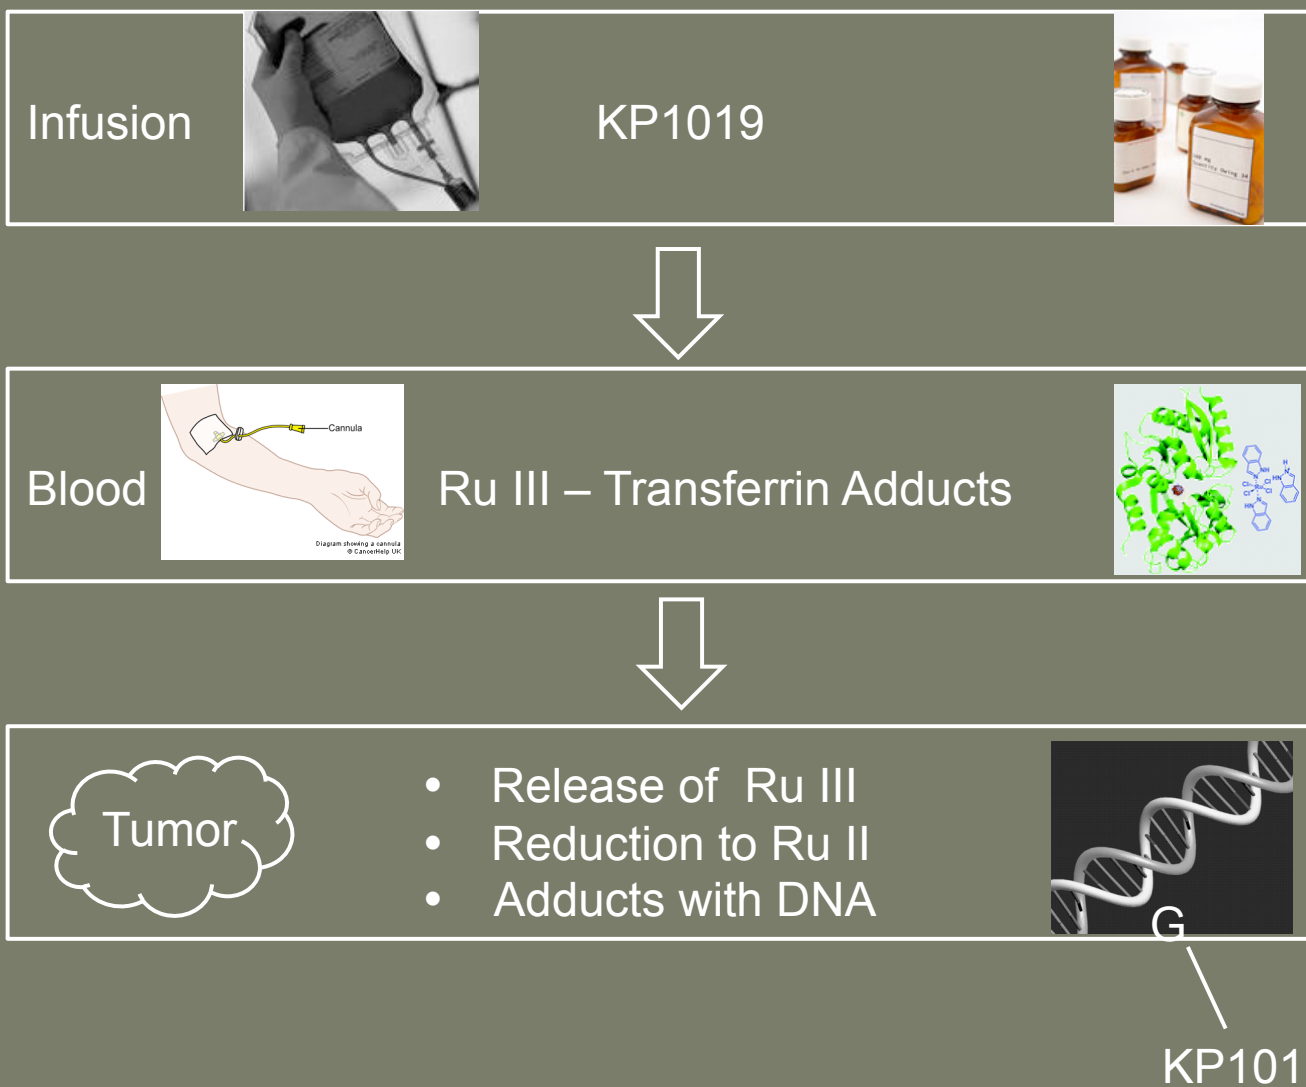 Infusion
KP1019
Blood
Cannula
Diagram showing a cannula
© CancerHelp UK
Ru III – Transferrin Adducts
Tumor
• Release of Ru III
• Reduction to Ru II
• Adducts with DNA
G
KP101